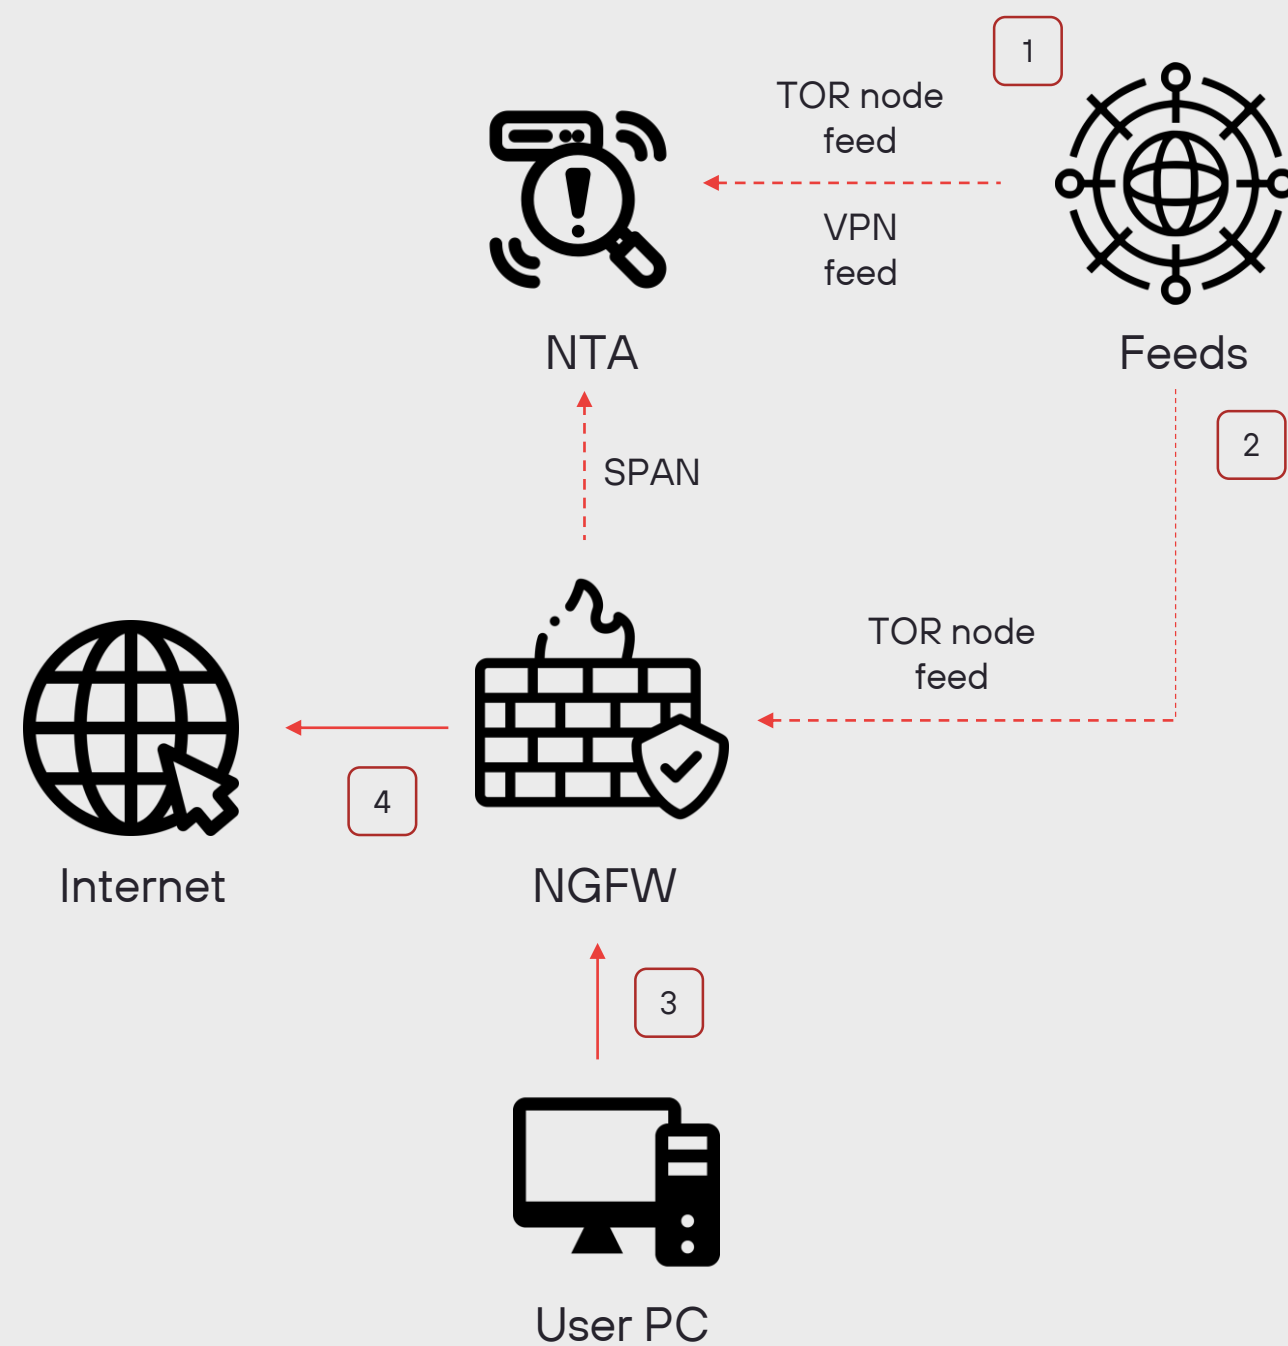 1
TOR node
feed
VPN
feed
NTA
Feeds
2
SPAN
TOR node
feed
4
Internet
NGFW
3
User PC